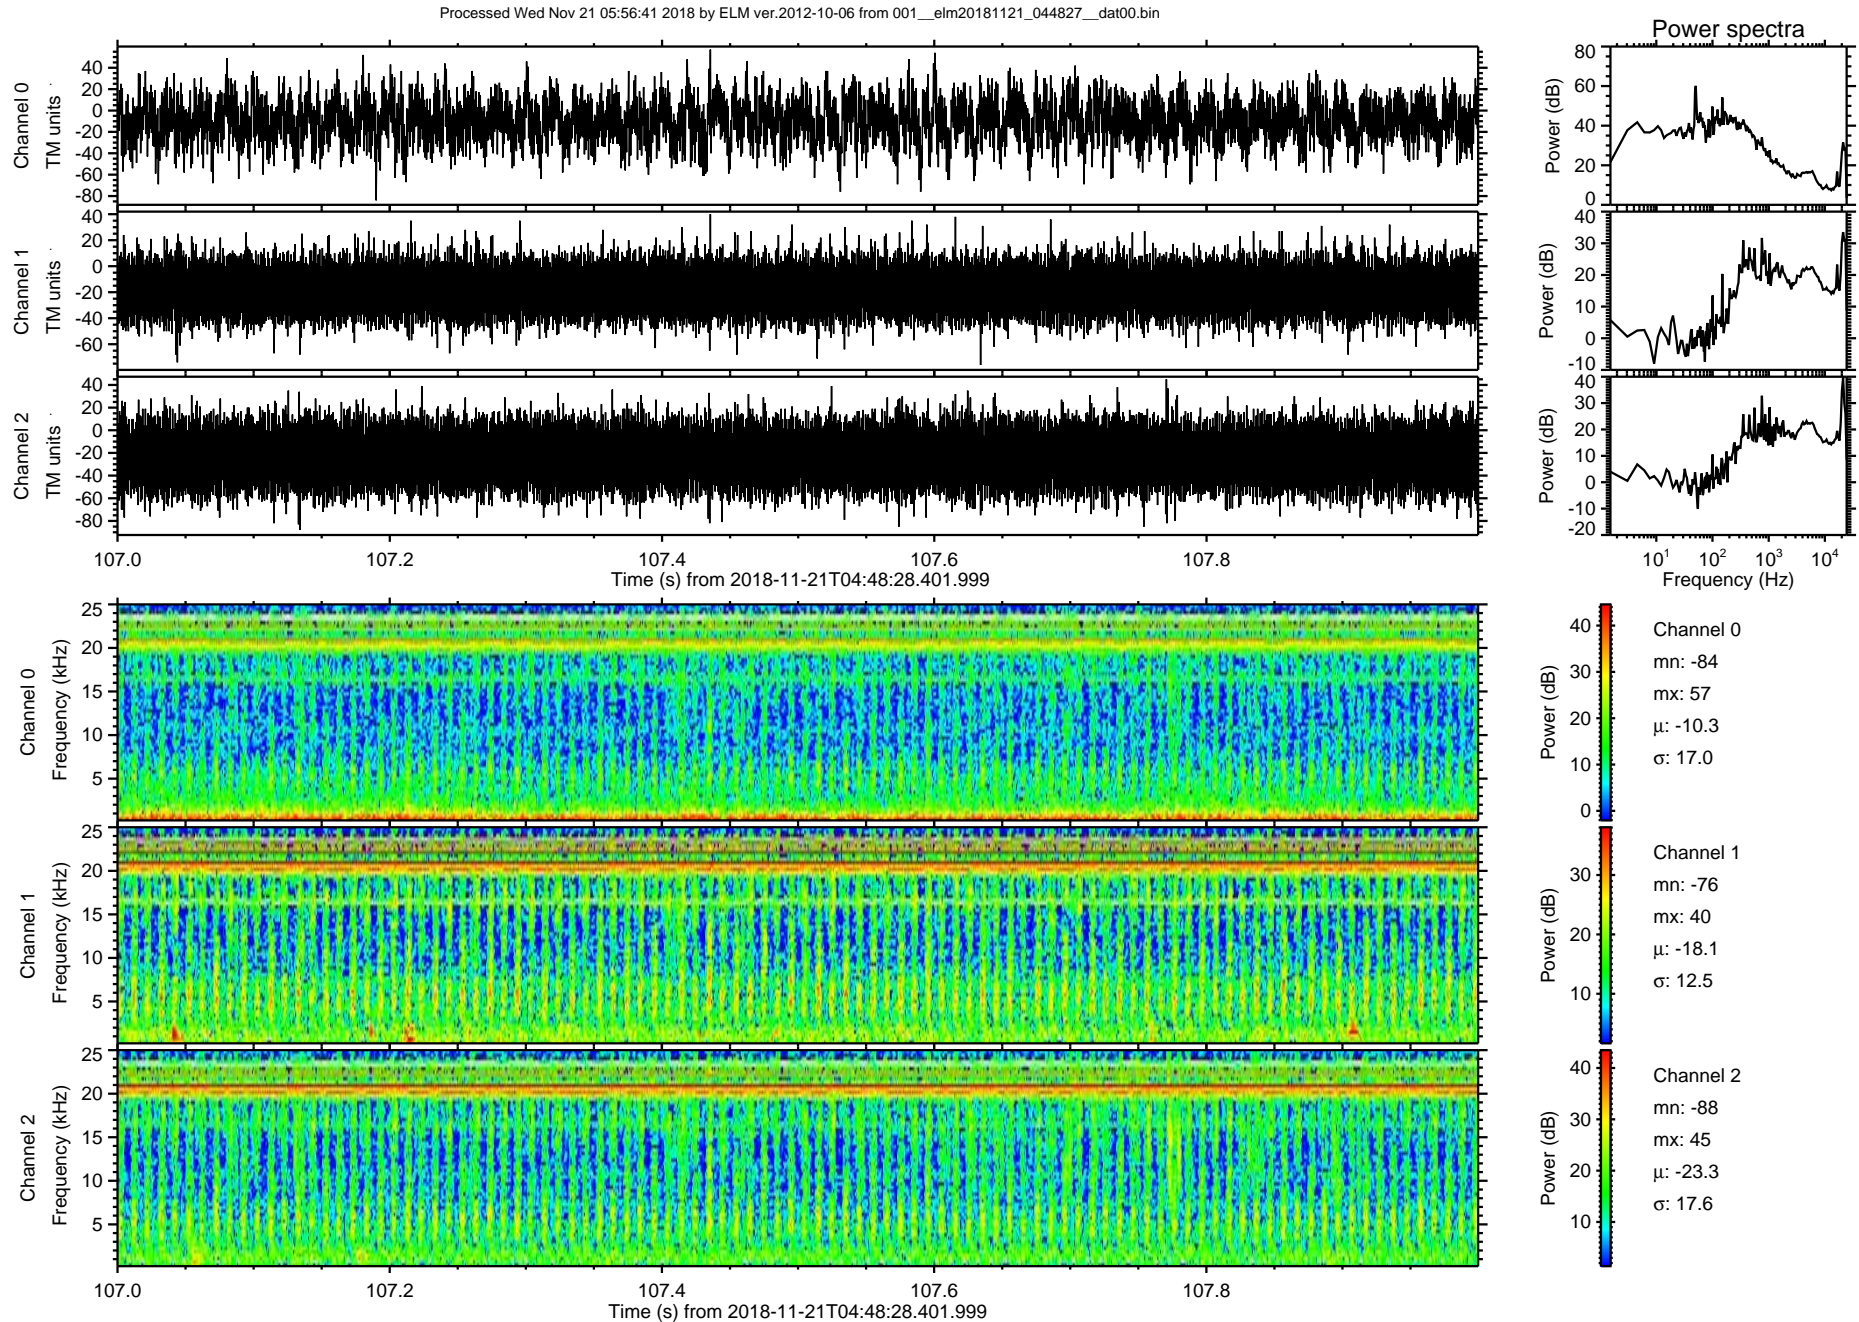 Processed Wed Nov 21 05:56:41 2018 by ELM ver.2012-10-06 from 001__elm20181121_044827__dat00.bin
Power spectra
Channel 0
TM units
40
20
0
-20
-40
-60
-80
Power (dB)
80
60
40
20
0
Channel 1
TM units
40
20
0
-20
-40
-60
Power (dB)
40
30
20
10
0
-10
Channel 2
TM units
40
20
0
-20
-40
-60
-80
Power (dB)
40
30
20
10
0
-10
-20
107.0 107.2 107.4 107.6 107.8
Time (s) from 2018-11-21T04:48:28.401.999
10¹ 10² 10³ 10⁴
Frequency (Hz)
Channel 0
Frequency (kHz)
25
20
15
10
5
Power (dB)
40
30
20
10
0
Channel 0
mn: -84
mx: 57
μ: -10.3
σ: 17.0
Channel 1
Frequency (kHz)
25
20
15
10
5
Power (dB)
30
20
10
Channel 1
mn: -76
mx: 40
μ: -18.1
σ: 12.5
Channel 2
Frequency (kHz)
25
20
15
10
5
Power (dB)
40
30
20
10
Channel 2
mn: -88
mx: 45
μ: -23.3
σ: 17.6
107.0 107.2 107.4 107.6 107.8
Time (s) from 2018-11-21T04:48:28.401.999